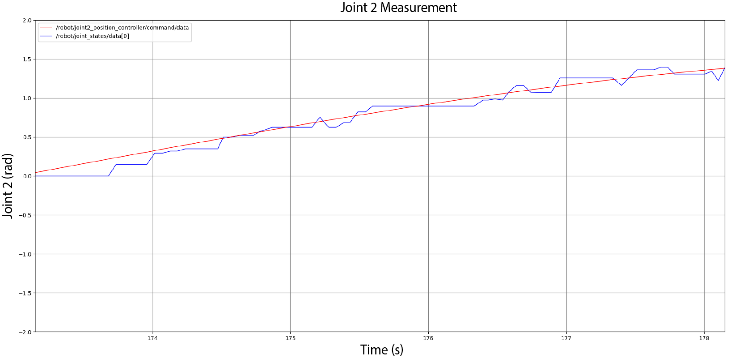 Joint 2 Measurement
/robot/joint2_position_controller/command/data
/robot/joint_states/data[0]
2.0
1.5
1.0
0.5
0.0
−0.5
−1.0
−1.5
−2.0
Joint 2 (rad)
174
175
176
177
178
Time (s)